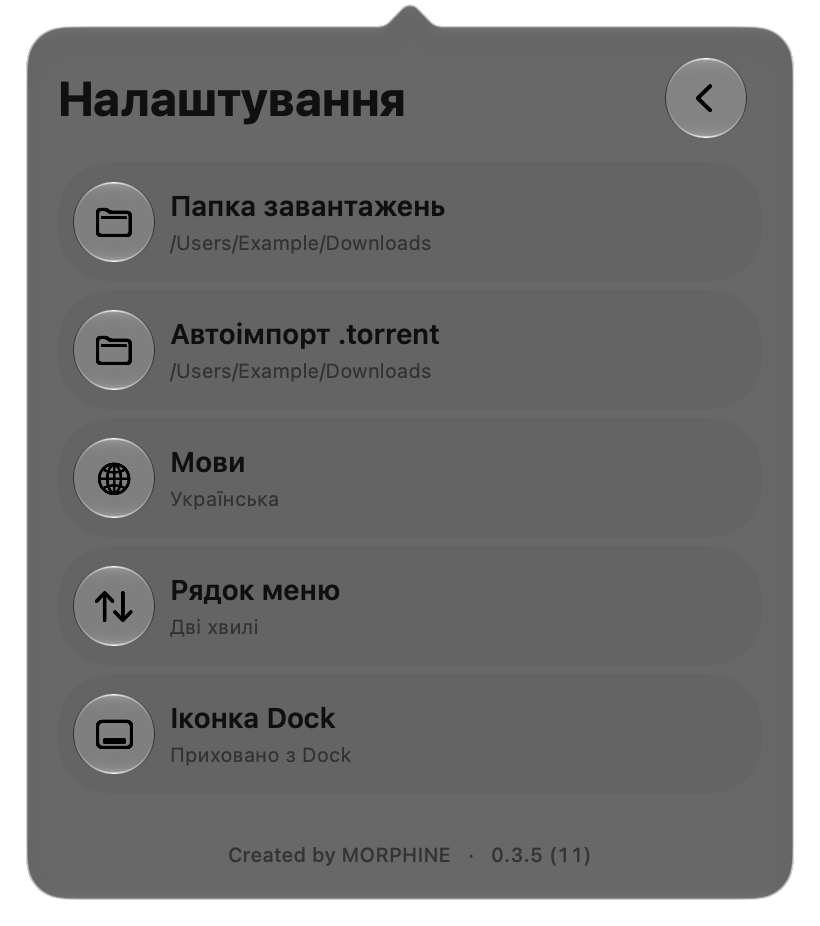 Налаштування
Папка завантажень
/Users/Example/Downloads
Автоімпорт .torrent
/Users/Example/Downloads
Мови
Українська
Рядок меню
Дві хвилі
Іконка Dock
Приховано з Dock
Created by MORPHINE · 0.3.5 (11)